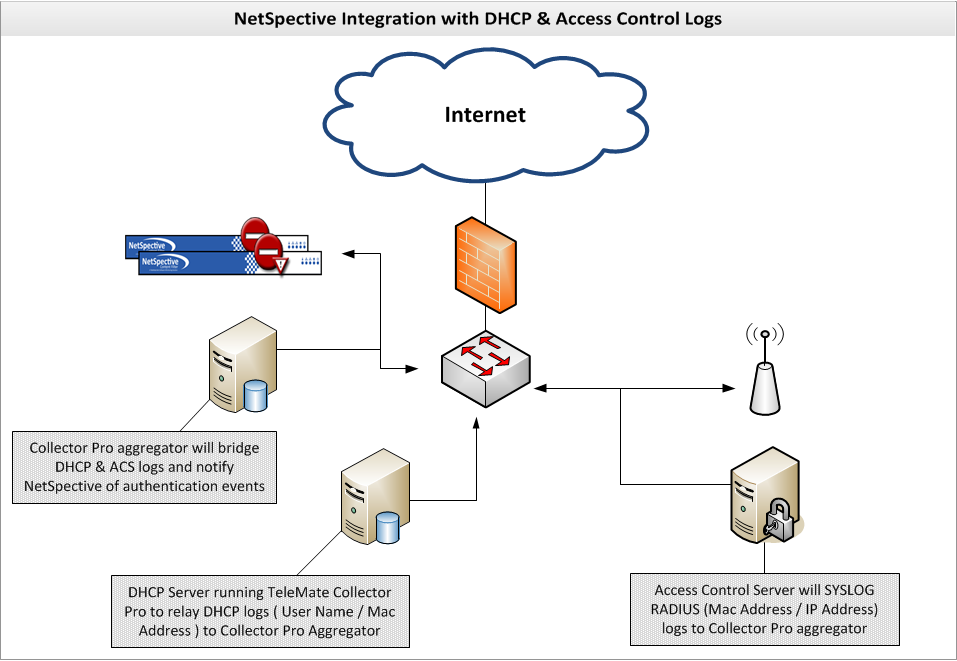 NetSpective Integration with DHCP & Access Control Logs
Internet
NetSpective
NetSpective
Collector Pro aggregator will bridge
DHCP & ACS logs and notify
NetSpective of authentication events
DHCP Server running TeleMate Collector
Pro to relay DHCP logs ( User Name / Mac
Address ) to Collector Pro Aggregator
Access Control Server will SYSLOG
RADIUS (Mac Address / IP Address)
logs to Collector Pro aggregator